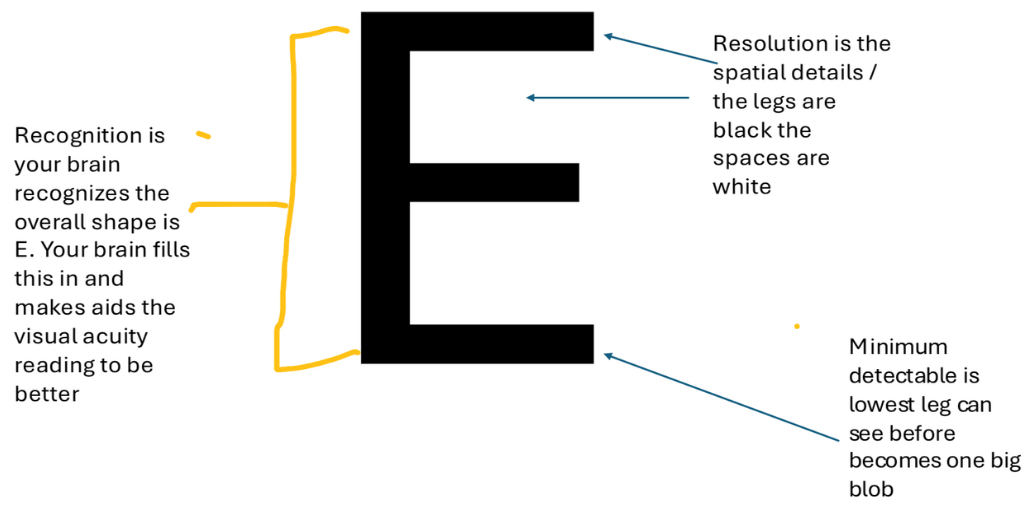 Recognition is
your brain
recognizes the
overall shape is
E. Your brain fills
this in and
makes aids the
visual acuity
reading to be
better
E
Resolution is the
spatial details /
the legs are
black the
spaces are
white
Minimum
detectable is
lowest leg can
see before
becomes one big
blob